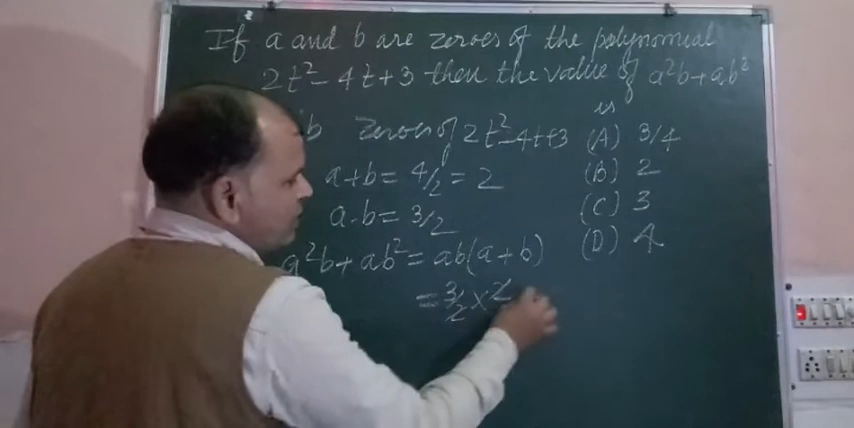 If a and b are zeroes of the polynomial
2t² - 4t + 3 then the value of a²b + ab²
is
b zeroes of 2t² - 4t + 3
(A) 3/4
a + b = 4/2 = 2
(B) 2
a . b = 3/2
(C) 3
a²b + ab² = ab(a + b)
(D) 4
= 3/2 × 2